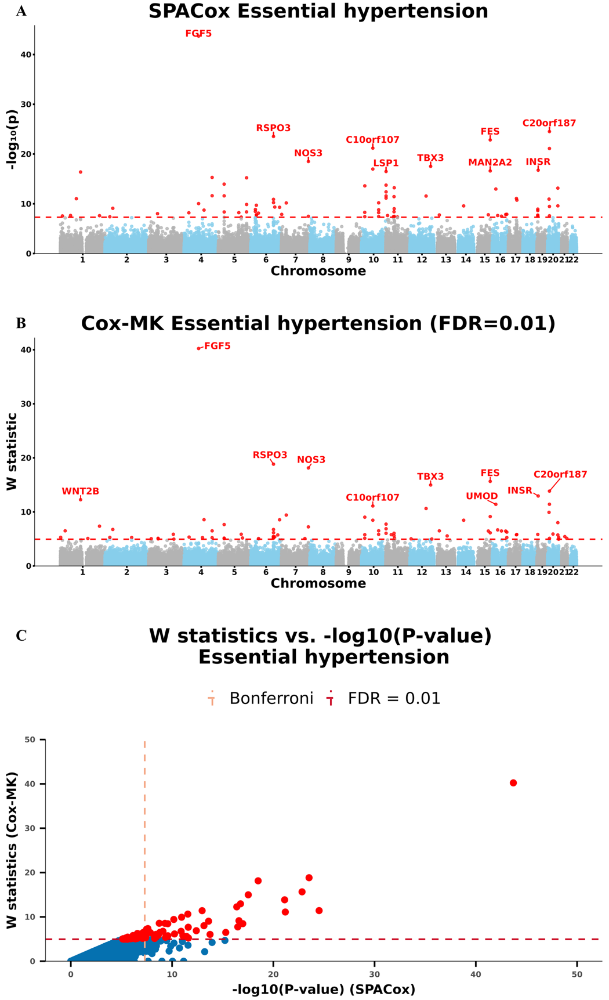 A
SPACox Essential hypertension
FGF5
RSPO3
NOS3
C10orf107
LSP1
TBX3
FES
MAN2A2
C20orf187
INSR
-log₁₀(p)
40
30
20
10
0
1 2 3 4 5 6 7 8 9 10 11 12 13 14 15 16 17 18 19 20 21 22
Chromosome
B
Cox-MK Essential hypertension (FDR=0.01)
FGF5
RSPO3
NOS3
WNT2B
C10orf107
TBX3
FES
UMOD
INSR
C20orf187
W statistic
40
30
20
10
0
1 2 3 4 5 6 7 8 9 10 11 12 13 14 15 16 17 18 19 20 21 22
Chromosome
C
W statistics vs. -log10(P-value)
Essential hypertension
Bonferroni FDR = 0.01
W statistics (Cox-MK)
50
40
30
20
10
0
0 10 20 30 40 50
-log10(P-value) (SPACox)